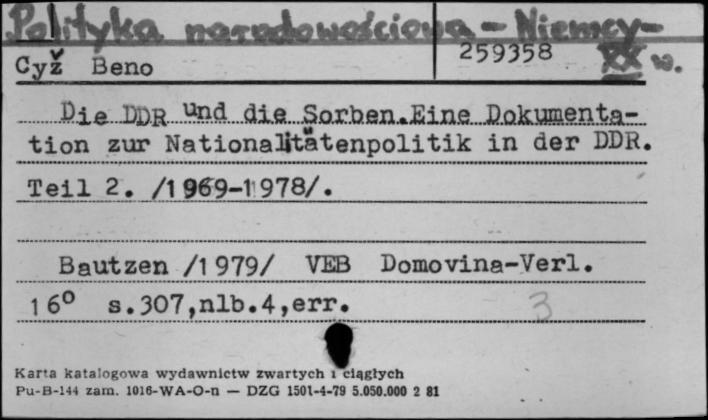 Polityka narodowościowa - Niemcy -
259358 XX w.
Cyž Beno
Die DDR und die Sorben.Eine Dokumenta-
tion zur Nationalitätenpolitik in der DDR.
Teil 2. /1969-1978/.
Bautzen /1979/ VEB Domovina-Verl.
16° s.307,nlb.4,err.
3
Karta katalogowa wydawnictw zwartych i ciągłych
Pu-B-144 zam. 1016-WA-O-n — DZG 1501-4-79 5.050.000 2 81